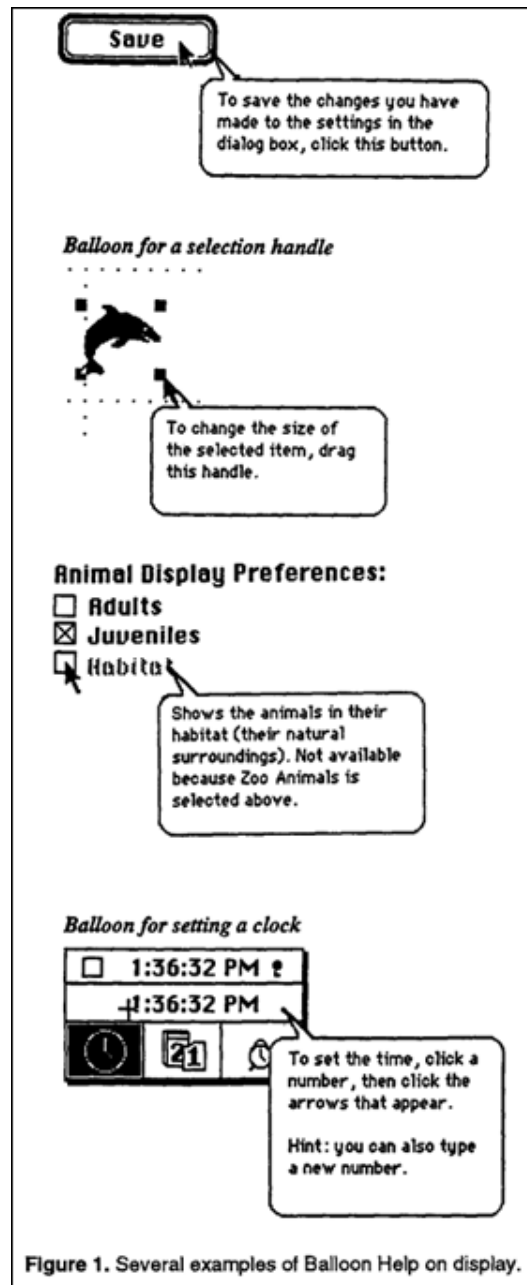 Save
To save the changes you have
made to the settings in the
dialog box, click this button.
Balloon for a selection handle
To change the size of
the selected item, drag
this handle.
Animal Display Preferences:
Adults
Juveniles
Habitat
Shows the animals in their
habitat (their natural
surroundings). Not available
because Zoo Animals is
selected above.
Balloon for setting a clock
1:36:32 PM
1:36:32 PM
21
To set the time, click a
number, then click the
arrows that appear.
Hint: you can also type
a new number.
Figure 1. Several examples of Balloon Help on display.